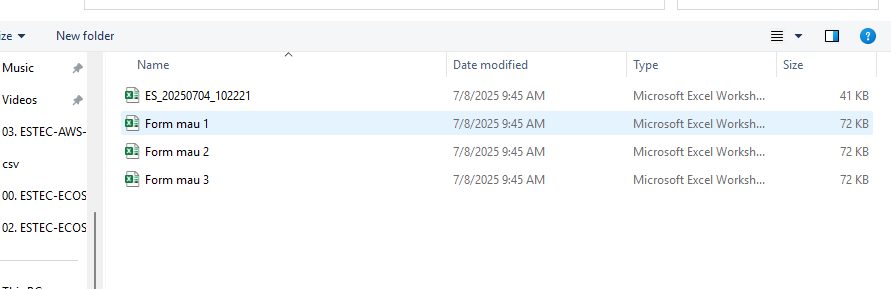 ize New folder
Name Date modified Type Size
Music
ES_20250704_102221 7/8/2025 9:45 AM Microsoft Excel Worksh... 41 KB
Videos
Form mau 1 7/8/2025 9:45 AM Microsoft Excel Worksh... 72 KB
03. ESTEC-AWS-
Form mau 2 7/8/2025 9:45 AM Microsoft Excel Worksh... 72 KB
csv
Form mau 3 7/8/2025 9:45 AM Microsoft Excel Worksh... 72 KB
00. ESTEC-ECOS
02. ESTEC-ECOS